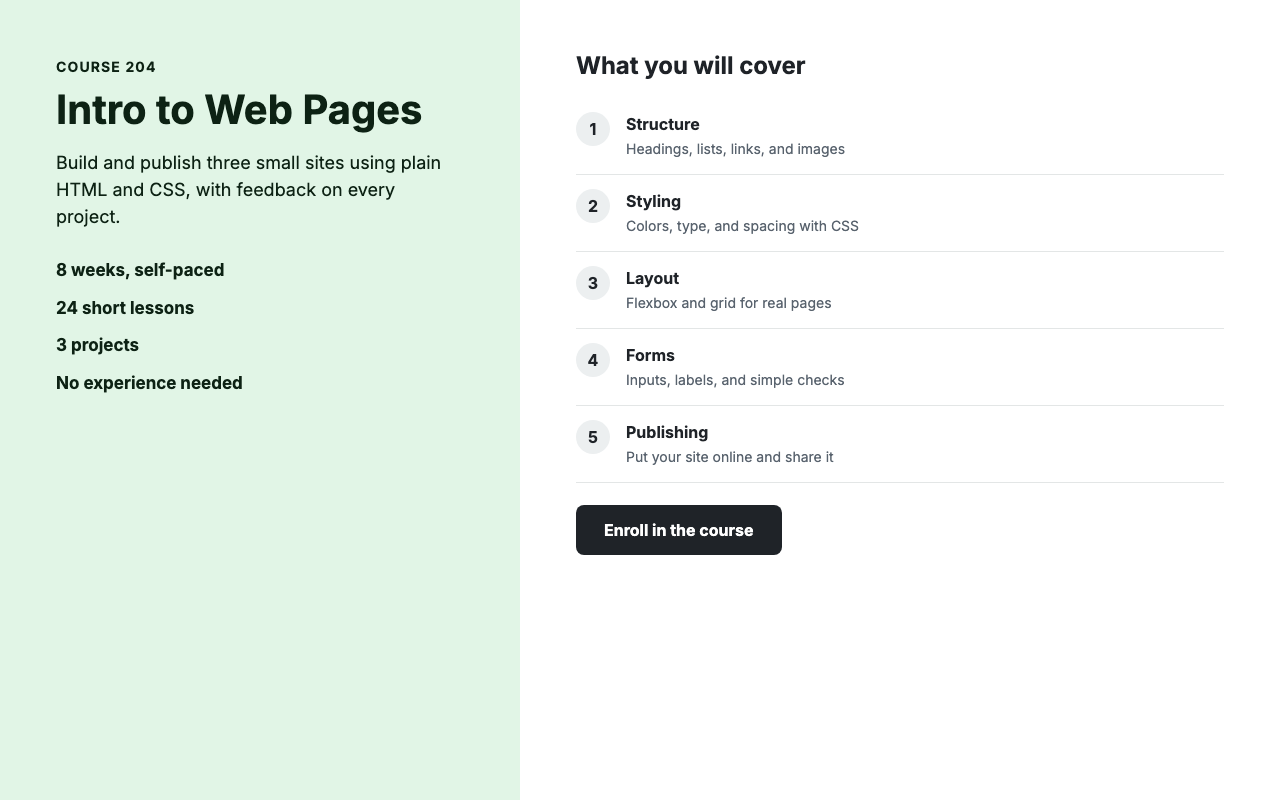 COURSE 204
Intro to Web Pages
Build and publish three small sites using plain
HTML and CSS, with feedback on every
project.
8 weeks, self-paced
24 short lessons
3 projects
No experience needed
What you will cover
1
Structure
Headings, lists, links, and images
2
Styling
Colors, type, and spacing with CSS
3
Layout
Flexbox and grid for real pages
4
Forms
Inputs, labels, and simple checks
5
Publishing
Put your site online and share it
Enroll in the course